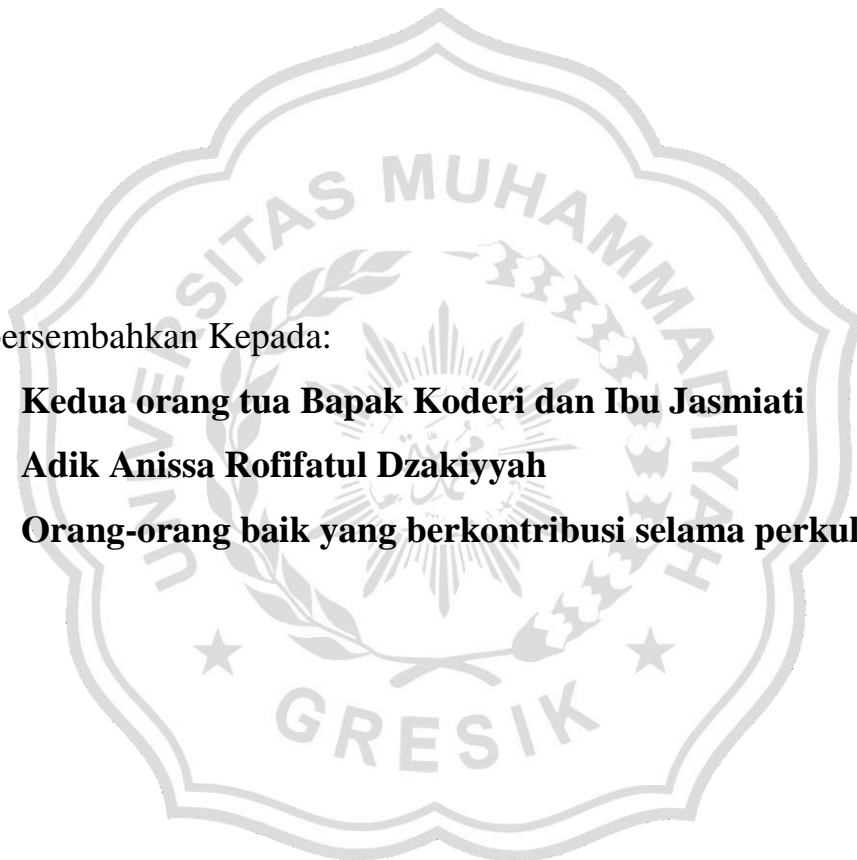 UNIVERSITAS MUHAMMADIYAH
ersembahkan Kepada:
Kedua orang tua Bapak Koderi dan Ibu Jasmiati
Adik Anissa Rofifatul Dzakiyyah
Orang-orang baik yang berkontribusi selama perkul
GRESIK